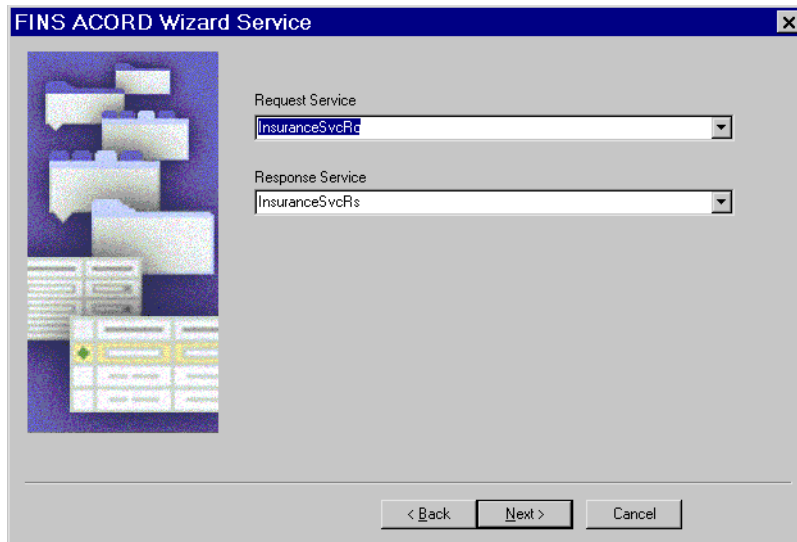 FINS ACORD Wizard Service
Request Service
InsuranceSvcRq
Response Service
InsuranceSvcRs
< Back
Next >
Cancel